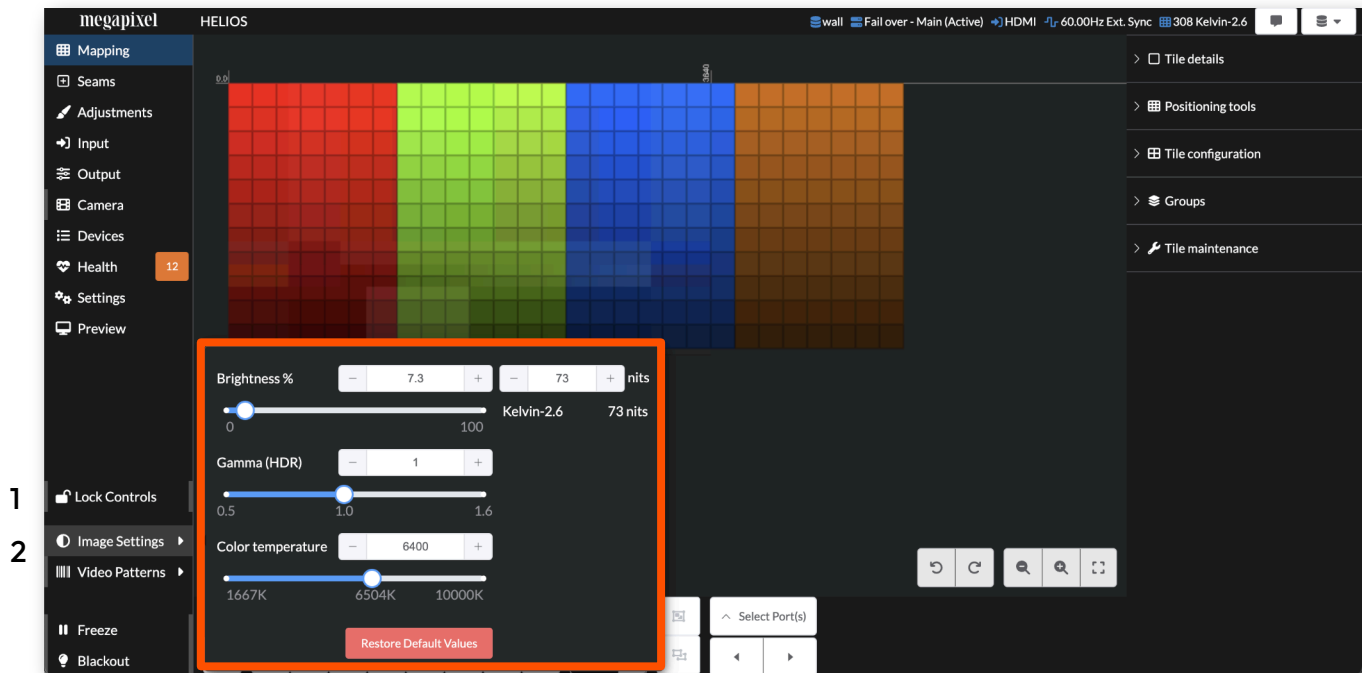 megapixel HELIOS wall Fail over - Main (Active) HDMI 60.00Hz Ext. Sync 308 Kelvin-2.6
Mapping
Seams
Adjustments
Input
Output
Camera
Devices
Health 12
Settings
Preview
1 Lock Controls
2 Image Settings
Video Patterns
Freeze
Blackout
0.0 3640
Brightness % − 7.3 + − 73 + nits
Kelvin-2.6 73 nits
0 100
Gamma (HDR) − 1 +
0.5 1.0 1.6
Color temperature − 6400 +
1667K 6504K 10000K
Restore Default Values
Select Port(s)
Tile details
Positioning tools
Tile configuration
Groups
Tile maintenance